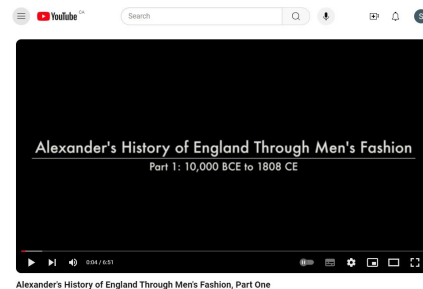 YouTube CA
Search
S
Alexander's History of England Through Men's Fashion
Part 1: 10,000 BCE to 1808 CE
0:04 / 6:51
Alexander's History of England Through Men's Fashion, Part One